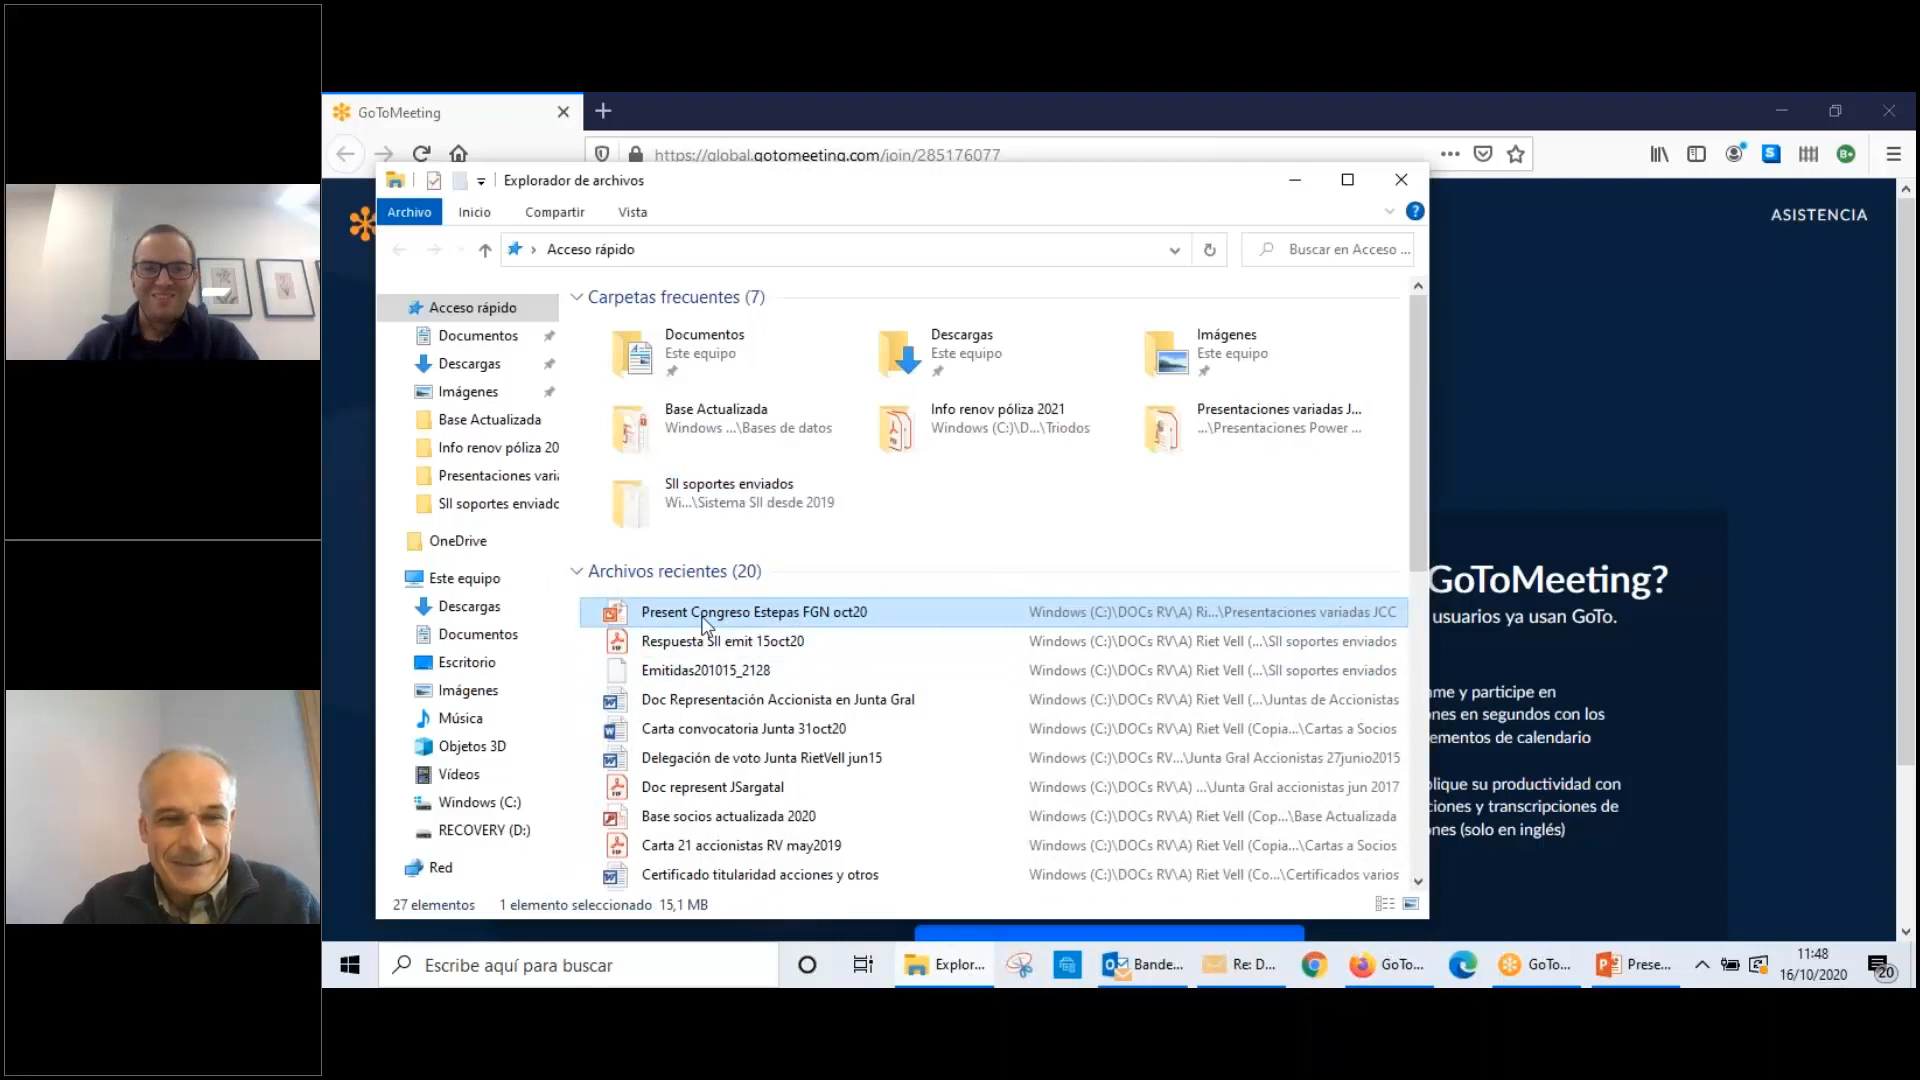 GoToMeeting
https://global.gotomeeting.com/join/285176077
Explorador de archivos
Archivo Inicio Compartir Vista
Acceso rápido
Buscar en Acceso ...
ASISTENCIA
Acceso rápido
Documentos
Descargas
Imágenes
Base Actualizada
Info renov póliza 20
Presentaciones varia
SII soportes enviado
OneDrive
Este equipo
Descargas
Documentos
Escritorio
Imágenes
Música
Objetos 3D
Vídeos
Windows (C:)
RECOVERY (D:)
Red
Carpetas frecuentes (7)
Documentos
Este equipo
Descargas
Este equipo
Imágenes
Este equipo
Base Actualizada
Windows ...\Bases de datos
Info renov póliza 2021
Windows (C:)\D...\Triodos
Presentaciones variadas J...
...\Presentaciones Power ...
SII soportes enviados
Wi...\Sistema SII desde 2019
Archivos recientes (20)
Present Congreso Estepas FGN oct20 Windows (C:)\DOCs RV\A) Ri...\Presentaciones variadas JCC
Respuesta SII emit 15oct20 Windows (C:)\DOCs RV\A) Riet Vell (...\SII soportes enviados
Emitidas201015_2128 Windows (C:)\DOCs RV\A) Riet Vell (...\SII soportes enviados
Doc Representación Accionista en Junta Gral Windows (C:)\DOCs RV\A) Riet Vell (...\Juntas de Accionistas
Carta convocatoria Junta 31oct20 Windows (C:)\DOCs RV\A) Riet Vell (Copia...\Cartas a Socios
Delegación de voto Junta RietVell jun15 Windows (C:)\DOCs RV...\Junta Gral Accionistas 27junio2015
Doc represent JSargatal Windows (C:)\DOCs RV\A) ...\Junta Gral accionistas jun 2017
Base socios actualizada 2020 Windows (C:)\DOCs RV\A) Riet Vell (Cop...\Base Actualizada
Carta 21 accionistas RV may2019 Windows (C:)\DOCs RV\A) Riet Vell (Copia...\Cartas a Socios
Certificado titularidad acciones y otros Windows (C:)\DOCs RV\A) Riet Vell (Co...\Certificados varios
27 elementos 1 elemento seleccionado 15,1 MB
GoToMeeting?
usuarios ya usan GoTo.
me y participe en
nes en segundos con los
ementos de calendario
lique su productividad con
ciones y transcripciones de
nes (solo en inglés)
Escribe aquí para buscar
Explor...
Bande...
Re: D...
GoTo...
GoTo...
Prese...
11:48
16/10/2020
20